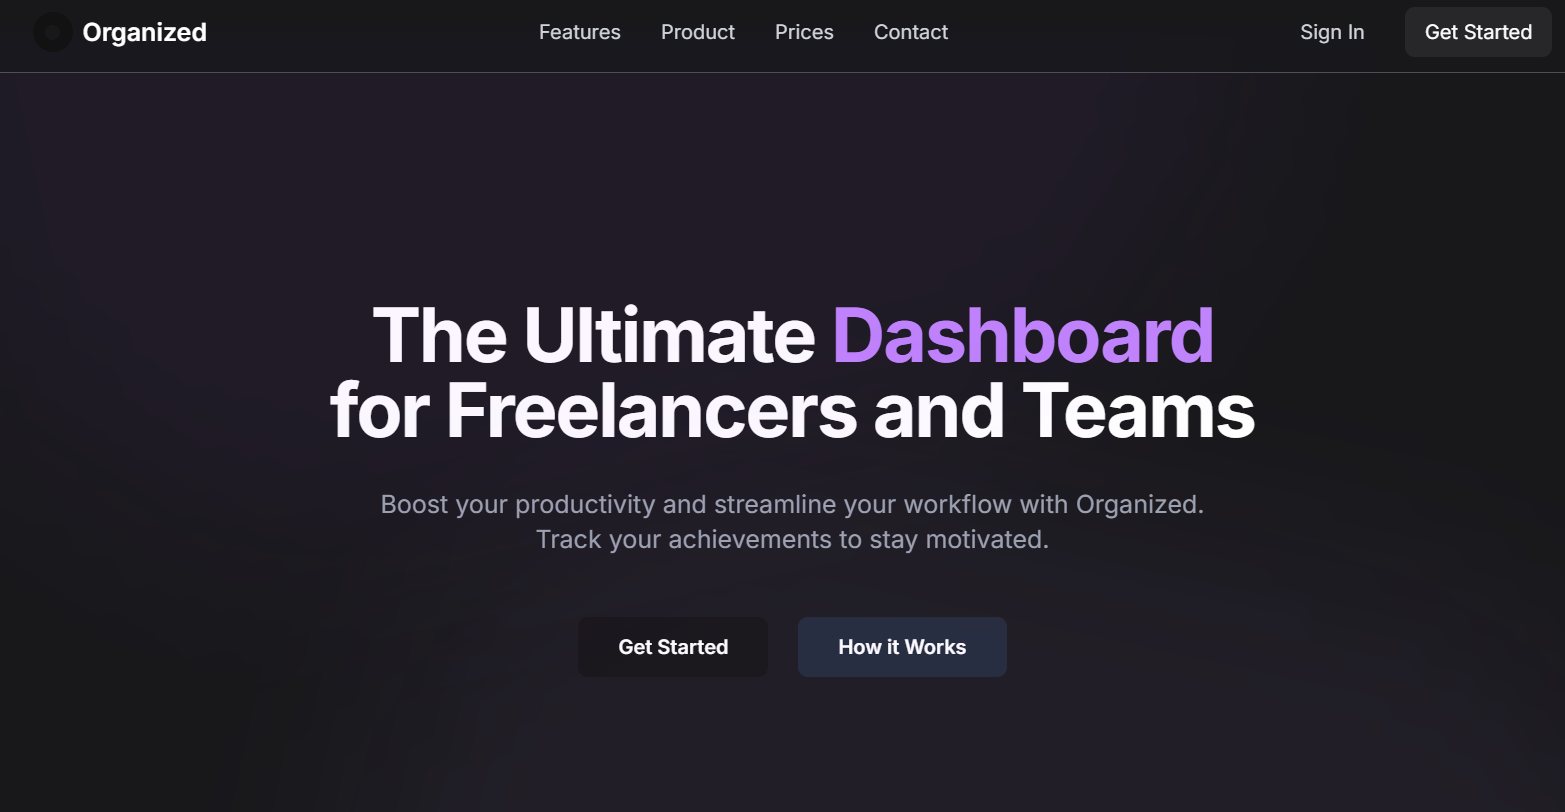 Organized
Features
Product
Prices
Contact
Sign In
Get Started
The Ultimate Dashboard
for Freelancers and Teams
Boost your productivity and streamline your workflow with Organized.
Track your achievements to stay motivated.
Get Started
How it Works